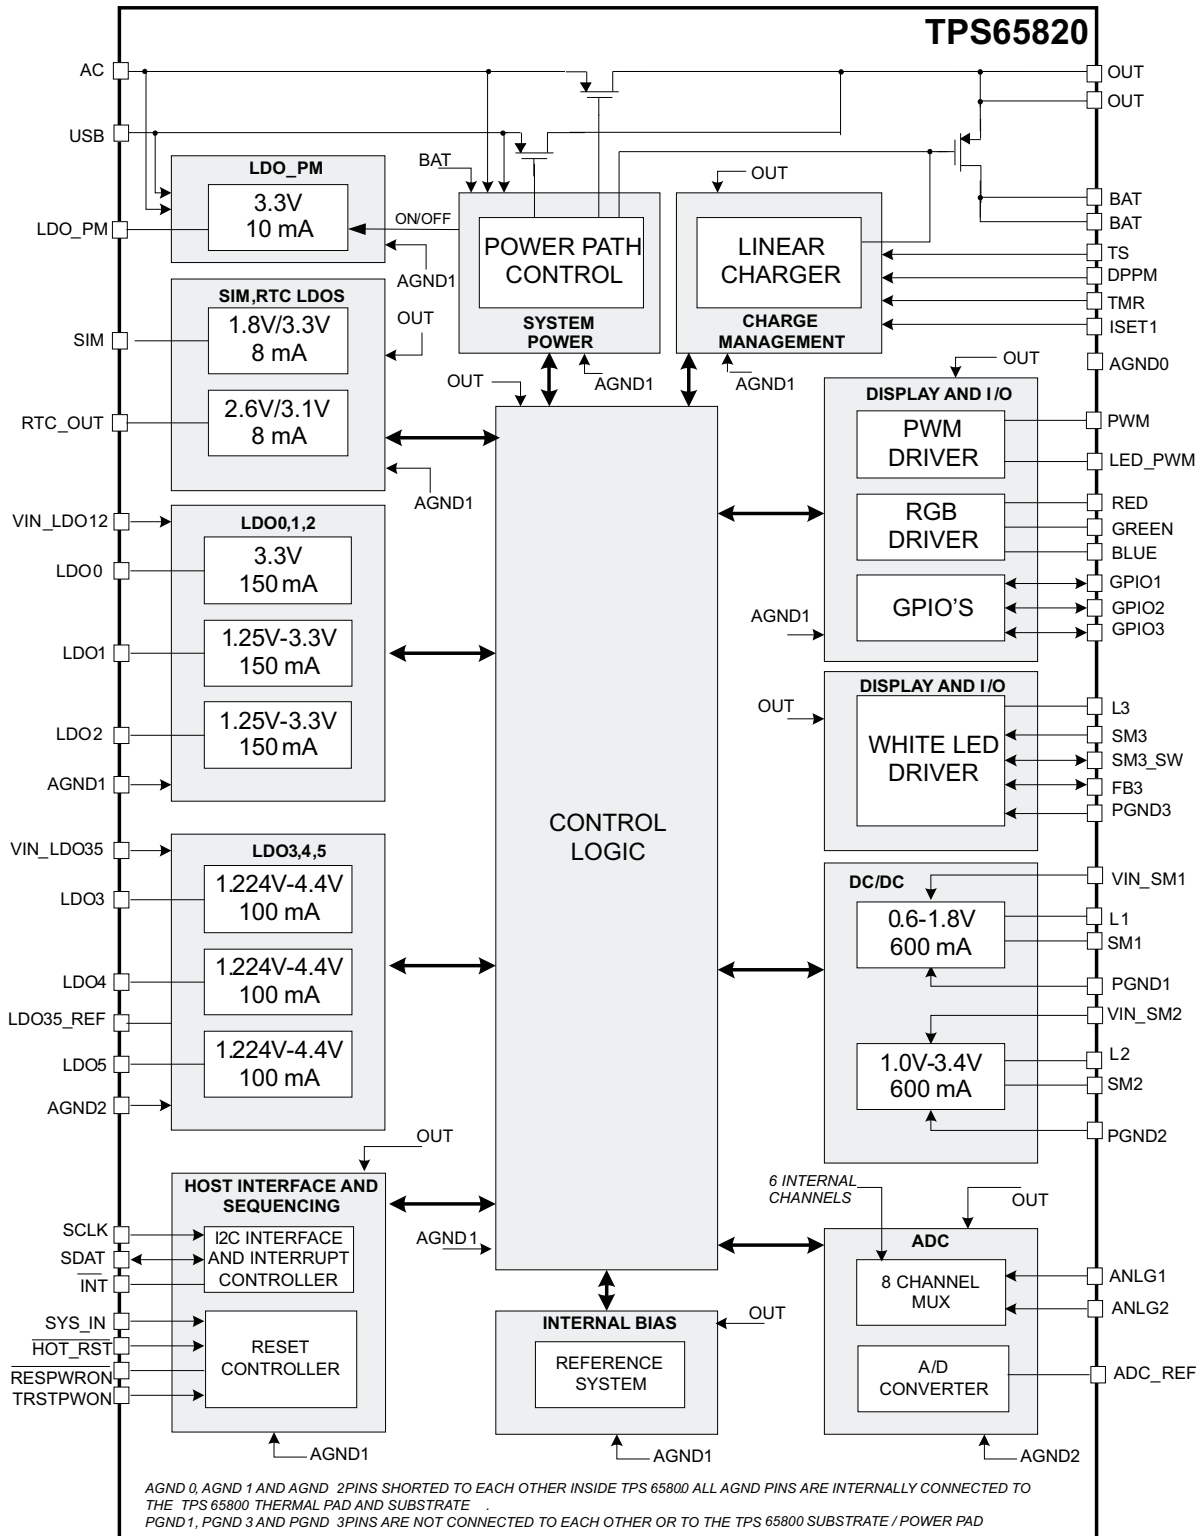 TPS65820
AC
USB
LDO_PM
3.3V
10 mA
LDO_PM
ON/OFF
AGND1
BAT
POWER PATH
CONTROL
SYSTEM
POWER
AGND1
OUT
LINEAR
CHARGER
CHARGE
MANAGEMENT
AGND1
OUT
OUT
BAT
BAT
TS
DPPM
TMR
ISET1
AGND0
SIM,RTC LDOS
1.8V/3.3V
8 mA
SIM
OUT
2.6V/3.1V
8 mA
RTC_OUT
AGND1
OUT
CONTROL
LOGIC
AGND1
VIN_LDO12
LDO0,1,2
3.3V
150 mA
LDO0
1.25V-3.3V
150 mA
LDO1
1.25V-3.3V
150 mA
LDO2
AGND1
VIN_LDO35
LDO3,4,5
1.224V-4.4V
100 mA
LDO3
1.224V-4.4V
100 mA
LDO4
LDO35_REF
1.224V-4.4V
100 mA
LDO5
AGND2
OUT
HOST INTERFACE AND
SEQUENCING
SCLK
SDAT
INT
I2C INTERFACE
AND INTERRUPT
CONTROLLER
SYS_IN
HOT_RST
RESPWRON
TRSTPWON
RESET
CONTROLLER
AGND1
INTERNAL BIAS
OUT
REFERENCE
SYSTEM
AGND1
OUT
DISPLAY AND I/O
PWM
DRIVER
PWM
LED_PWM
RGB
DRIVER
RED
GREEN
BLUE
GPIO'S
GPIO1
GPIO2
GPIO3
AGND1
DISPLAY AND I/O
OUT
WHITE LED
DRIVER
L3
SM3
SM3_SW
FB3
PGND3
DC/DC
VIN_SM1
0.6-1.8V
600 mA
L1
SM1
PGND1
VIN_SM2
1.0V-3.4V
600 mA
L2
SM2
PGND2
6 INTERNAL
CHANNELS
OUT
ADC
8 CHANNEL
MUX
ANLG1
ANLG2
A/D
CONVERTER
ADC_REF
AGND2
AGND 0, AGND 1 AND AGND 2PINS SHORTED TO EACH OTHER INSIDE TPS 65800 ALL AGND PINS ARE INTERNALLY CONNECTED TO
THE TPS 65800 THERMAL PAD AND SUBSTRATE .
PGND1, PGND 3 AND PGND 3PINS ARE NOT CONNECTED TO EACH OTHER OR TO THE TPS 65800 SUBSTRATE / POWER PAD